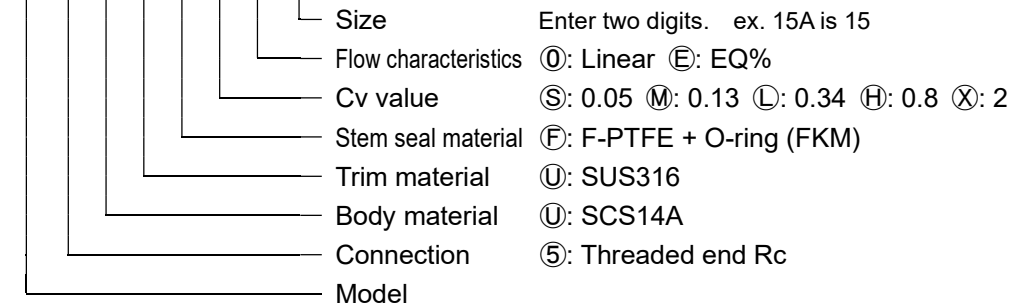 Size Enter two digits. ex. 15A is 15
Flow characteristics ⓪: Linear Ⓔ: EQ%
Cv value Ⓢ: 0.05 Ⓜ: 0.13 Ⓛ: 0.34 Ⓗ: 0.8 Ⓧ: 2
Stem seal material Ⓕ: F-PTFE + O-ring (FKM)
Trim material Ⓤ: SUS316
Body material Ⓤ: SCS14A
Connection ⑤: Threaded end Rc
Model